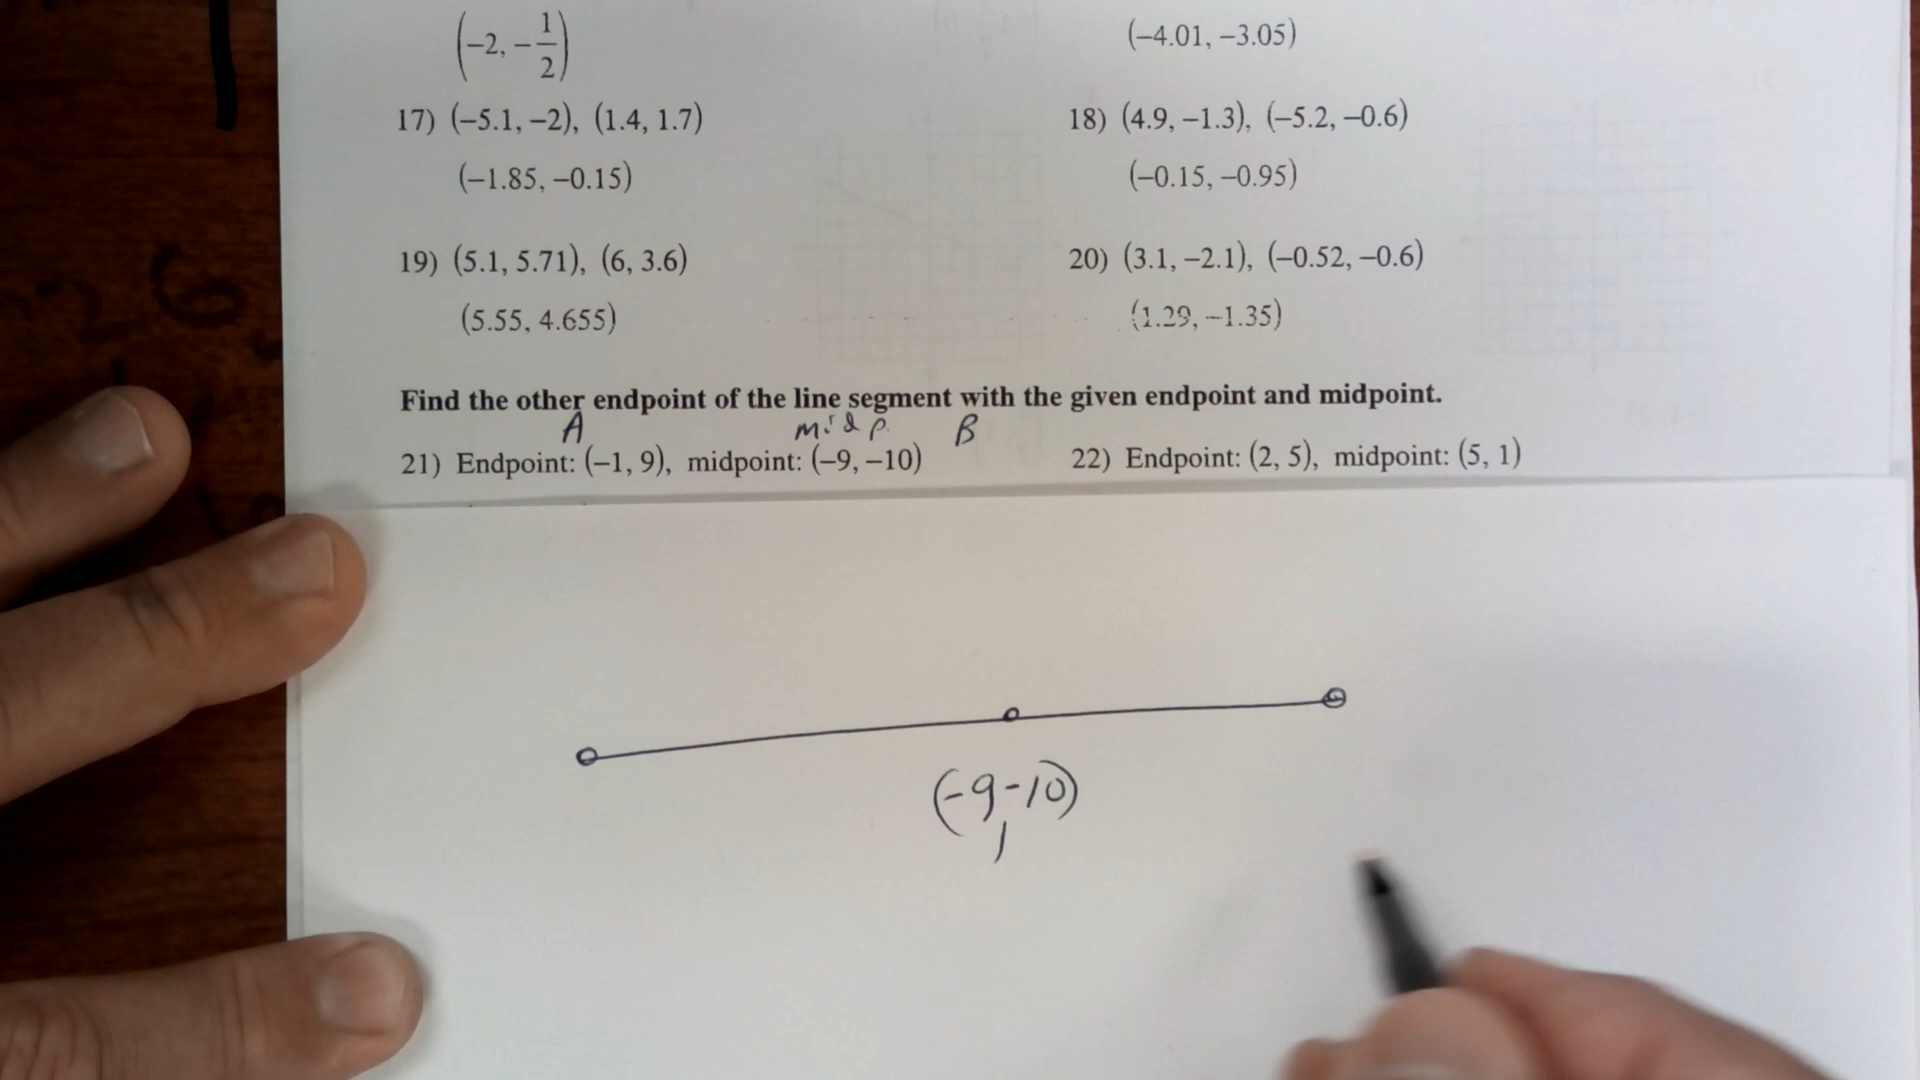 (−2, −1/2)
(−4.01, −3.05)
17) (−5.1, −2), (1.4, 1.7)
18) (4.9, −1.3), (−5.2, −0.6)
(−1.85, −0.15)
(−0.15, −0.95)
19) (5.1, 5.71), (6, 3.6)
20) (3.1, −2.1), (−0.52, −0.6)
(5.55, 4.655)
(1.29, −1.35)
Find the other endpoint of the line segment with the given endpoint and midpoint.
A mid p. B
21) Endpoint: (−1, 9), midpoint: (−9, −10)
22) Endpoint: (2, 5), midpoint: (5, 1)
(-9,-10)